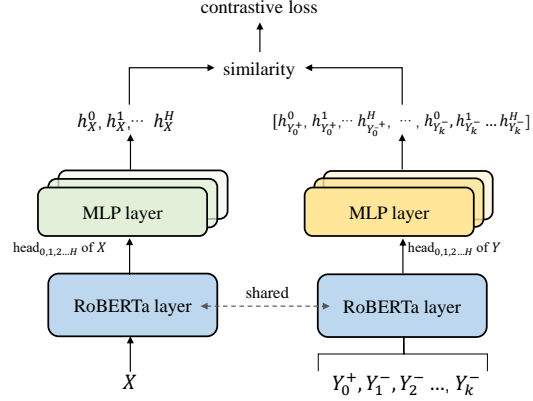 contrastive loss
similarity
h_X^0, h_X^1, ⋯ h_X^H
[h_{Y_0^+}^0, h_{Y_0^+}^1, ⋯ h_{Y_0^+}^H, ⋯, h_{Y_k^-}^0, h_{Y_k^-}^1 … h_{Y_k^-}^H]
MLP layer
MLP layer
head_{0,1,2…H} of X
head_{0,1,2…H} of Y
RoBERTa layer
shared
RoBERTa layer
X
Y_0^+, Y_1^-, Y_2^- …, Y_k^-